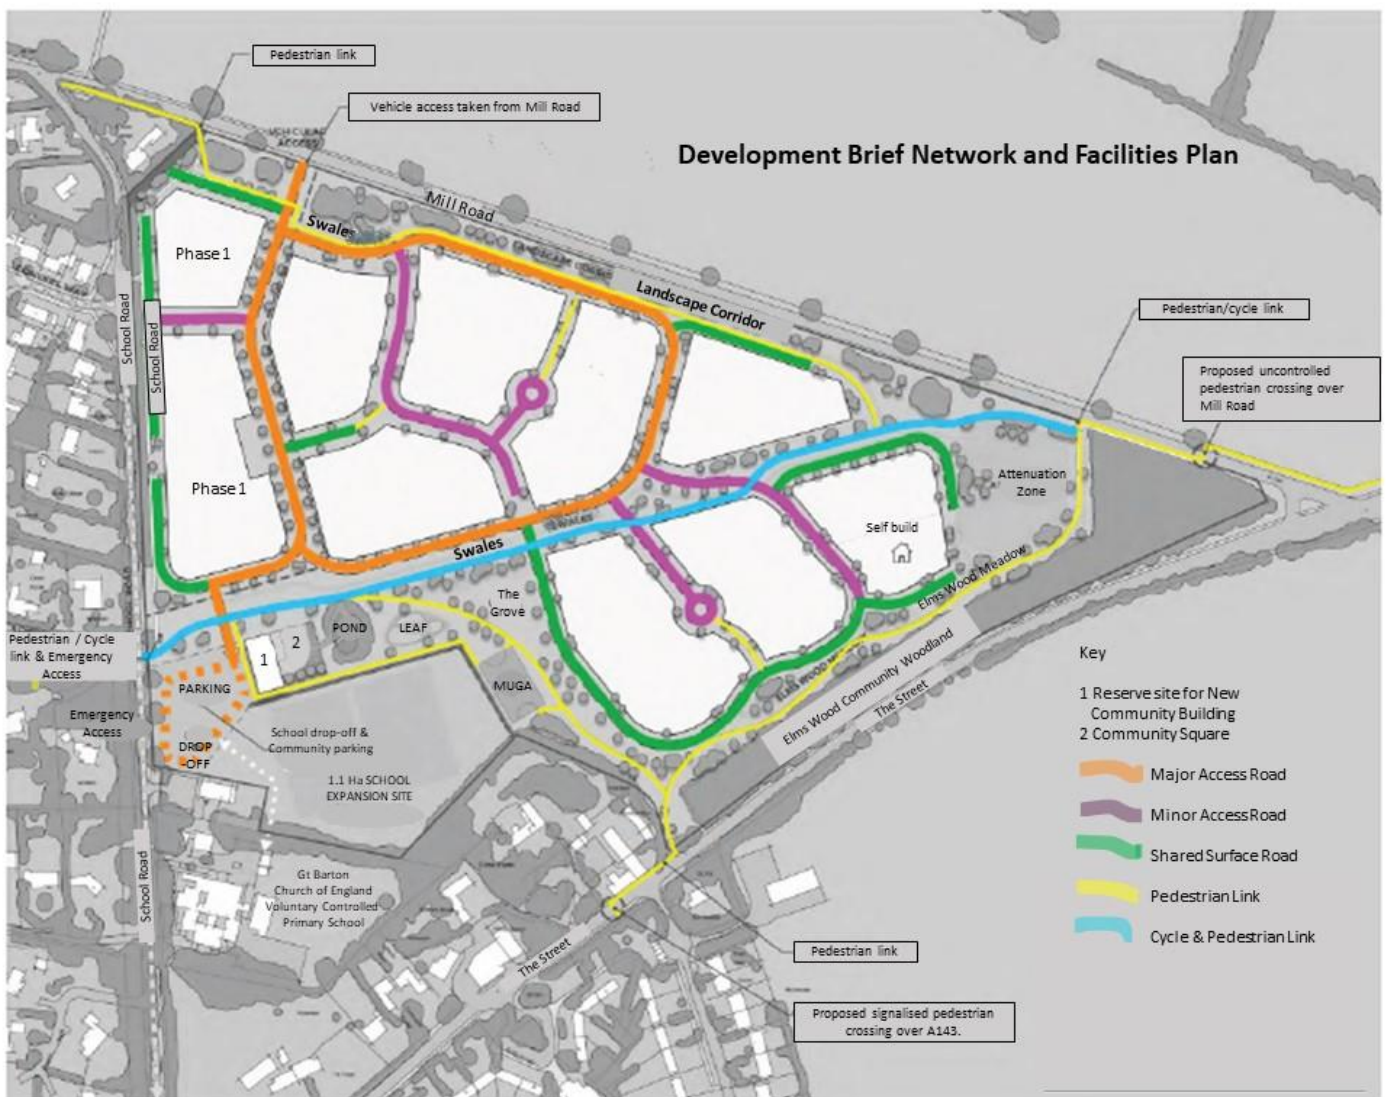 Pedestrian link
Vehicle access taken from Mill Road
ACCESS
Development Brief Network and Facilities Plan
Mill Road
Swales
Phase 1
Landscape Corridor
Pedestrian/cycle link
School Road
School Road
Proposed uncontrolled
pedestrian crossing over
Mill Road
Phase 1
Attenuation
Zone
Self build
SWALES
Swales
Elms Wood Meadow
The
Grove
Pedestrian / Cycle
link & Emergency
Access
1
2
POND
LEAF
PARKING
MUGA
Elms Wood Community Woodland
The Street
Emergency
Access
School drop-off &
Community parking
DROP
-OFF
1.1 Ha SCHOOL
EXPANSION SITE
Key
1 Reserve site for New
Community Building
2 Community Square
Major Access Road
Minor Access Road
Shared Surface Road
Pedestrian Link
Cycle & Pedestrian Link
School Road
Gt Barton
Church of England
Voluntary Controlled
Primary School
The Street
Pedestrian link
Proposed signalised pedestrian
crossing over A143.